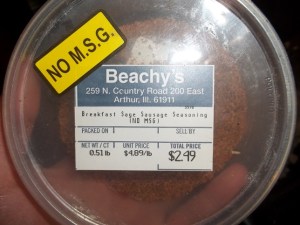 NO M.S.G.
Beachy's
259 N. Country Road 200 East
Arthur, Ill. 61911
Breakfast Sage Sausage Seasoning
(NO MSG)
PACKED ON
SELL BY
NET WT / CT
UNIT PRICE
TOTAL PRICE
0.51 lb
$4.89/lb
$2.49